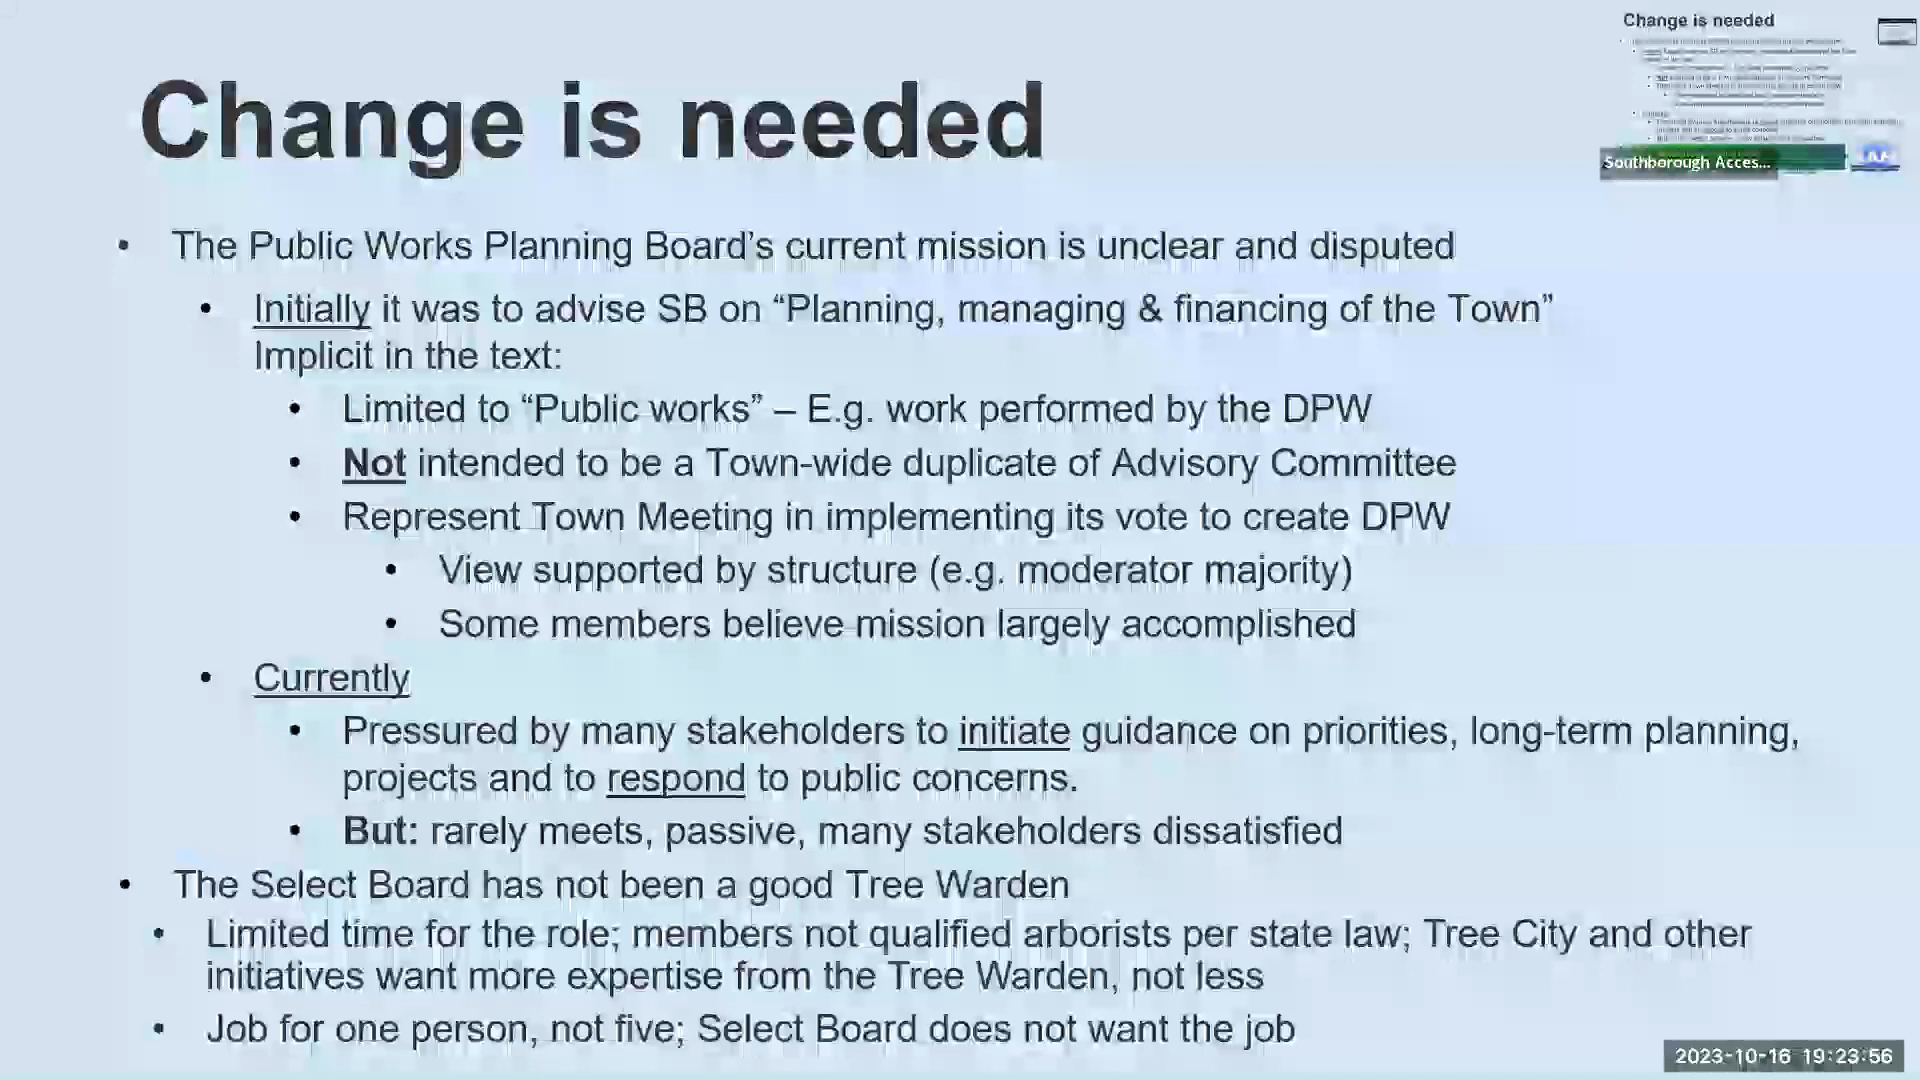 Change is needed
Change is needed
Southborough Acces...
• The Public Works Planning Board’s current mission is unclear and disputed
• Initially it was to advise SB on “Planning, managing & financing of the Town”
Implicit in the text:
• Limited to “Public works” – E.g. work performed by the DPW
• Not intended to be a Town-wide duplicate of Advisory Committee
• Represent Town Meeting in implementing its vote to create DPW
• View supported by structure (e.g. moderator majority)
• Some members believe mission largely accomplished
• Currently
• Pressured by many stakeholders to initiate guidance on priorities, long-term planning,
projects and to respond to public concerns.
• But: rarely meets, passive, many stakeholders dissatisfied
• The Select Board has not been a good Tree Warden
• Limited time for the role; members not qualified arborists per state law; Tree City and other
initiatives want more expertise from the Tree Warden, not less
• Job for one person, not five; Select Board does not want the job
2023-10-16 19:23:56